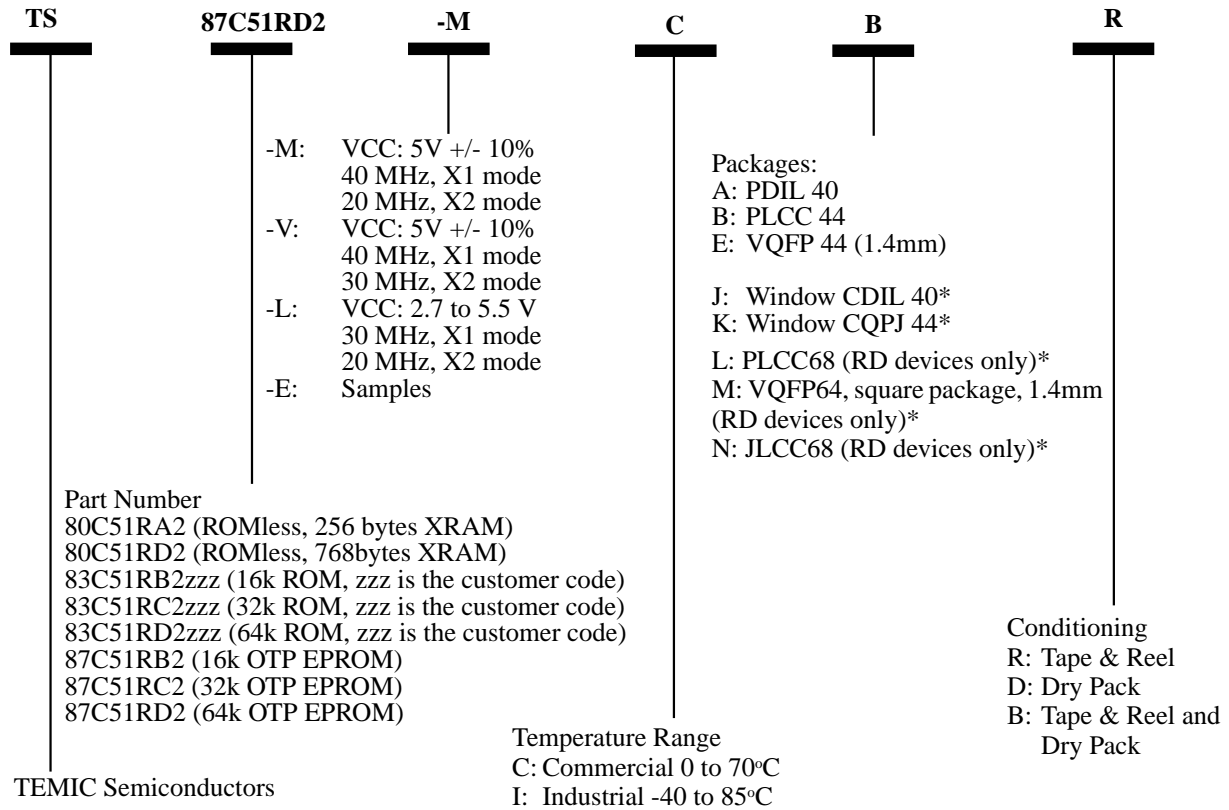 TS 87C51RD2 -M C B R
-M: VCC: 5V +/- 10%
40 MHz, X1 mode
20 MHz, X2 mode
-V: VCC: 5V +/- 10%
40 MHz, X1 mode
30 MHz, X2 mode
-L: VCC: 2.7 to 5.5 V
30 MHz, X1 mode
20 MHz, X2 mode
-E: Samples
Packages:
A: PDIL 40
B: PLCC 44
E: VQFP 44 (1.4mm)
J: Window CDIL 40*
K: Window CQPJ 44*
L: PLCC68 (RD devices only)*
M: VQFP64, square package, 1.4mm
(RD devices only)*
N: JLCC68 (RD devices only)*
Part Number
80C51RA2 (ROMless, 256 bytes XRAM)
80C51RD2 (ROMless, 768bytes XRAM)
83C51RB2zzz (16k ROM, zzz is the customer code)
83C51RC2zzz (32k ROM, zzz is the customer code)
83C51RD2zzz (64k ROM, zzz is the customer code)
87C51RB2 (16k OTP EPROM)
87C51RC2 (32k OTP EPROM)
87C51RD2 (64k OTP EPROM)
Conditioning
R: Tape & Reel
D: Dry Pack
B: Tape & Reel and
Dry Pack
Temperature Range
C: Commercial 0 to 70°C
I: Industrial -40 to 85°C
TEMIC Semiconductors